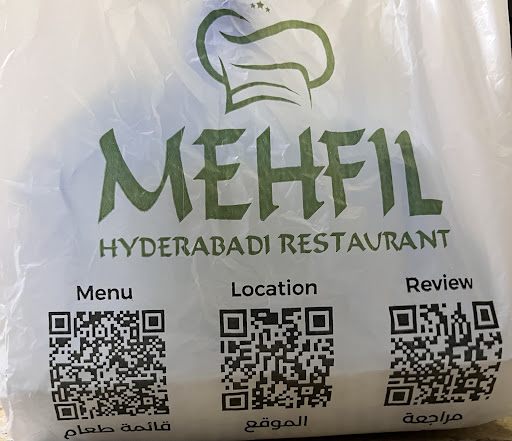 MEHFIL
HYDERABADI RESTAURANT
Menu
Location
Review
قائمة طعام
الموقع
مراجعة